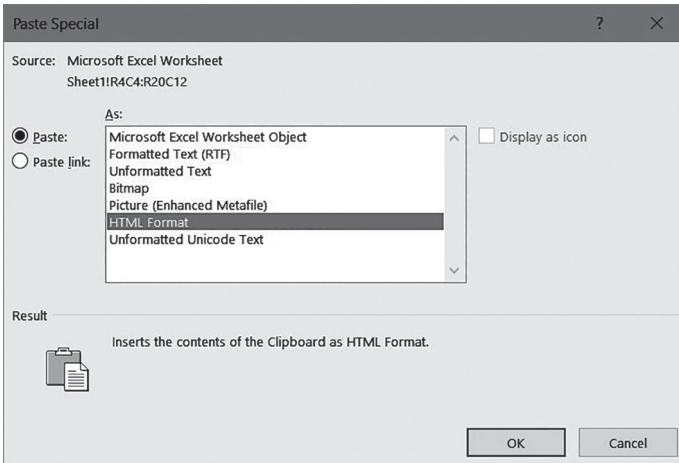 Paste Special ? ×
Source: Microsoft Excel Worksheet
Sheet1!R4C4:R20C12
As:
Paste:
Paste link:
Microsoft Excel Worksheet Object
Formatted Text (RTF)
Unformatted Text
Bitmap
Picture (Enhanced Metafile)
HTML Format
Unformatted Unicode Text
Display as icon
Result
Inserts the contents of the Clipboard as HTML Format.
OK Cancel